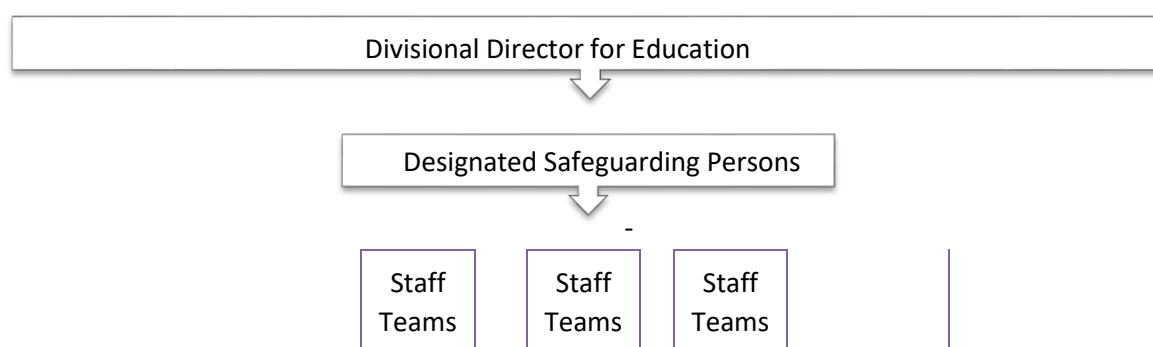 Divisional Director for Education
Designated Safeguarding Persons
-
Staff Staff Staff
Teams Teams Teams